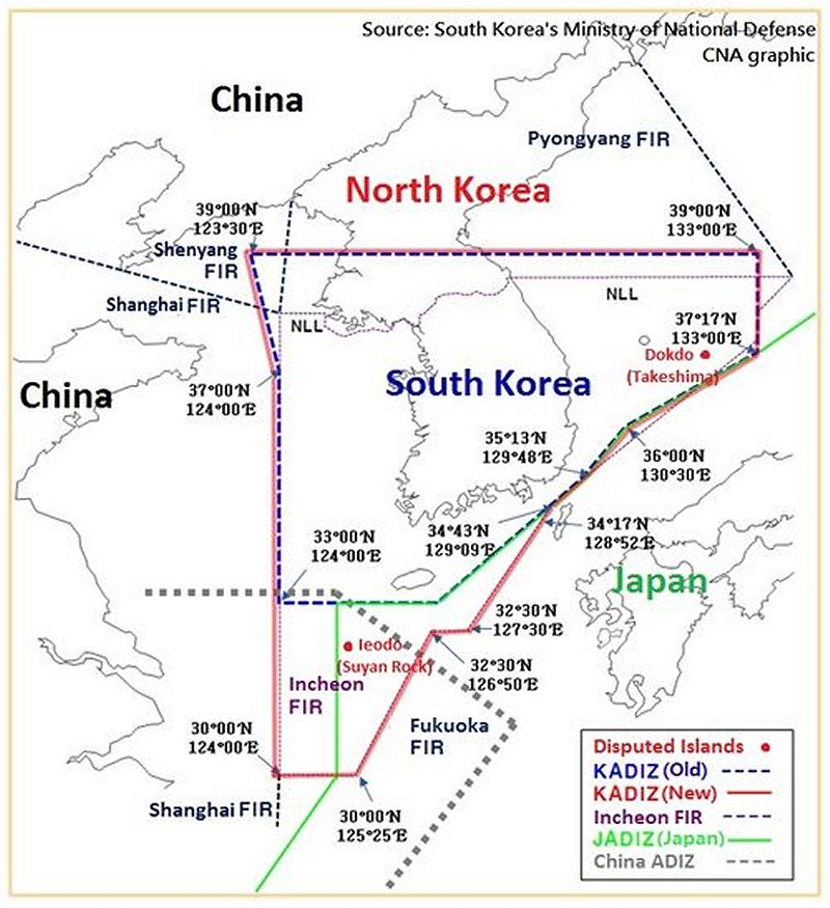 Source: South Korea's Ministry of National Defense
CNA graphic
China
Pyongyang FIR
North Korea
39°00'N
123°30'E
39°00'N
133°00'E
Shenyang
FIR
Shanghai FIR
NLL
NLL
37°17'N
133°00'E
Dokdo
(Takeshima)
China
37°00'N
124°00'E
South Korea
35°13'N
129°48'E
36°00'N
130°30'E
34°43'N
129°09'E
34°17'N
128°52'E
33°00'N
124°00'E
Japan
32°30'N
127°30'E
Ieodo
(Suyan Rock)
32°30'N
126°50'E
Incheon
FIR
Fukuoka
FIR
30°00'N
124°00'E
Shanghai FIR
30°00'N
125°25'E
Disputed Islands
KADIZ (Old)
KADIZ (New)
Incheon FIR
JADIZ (Japan)
China ADIZ